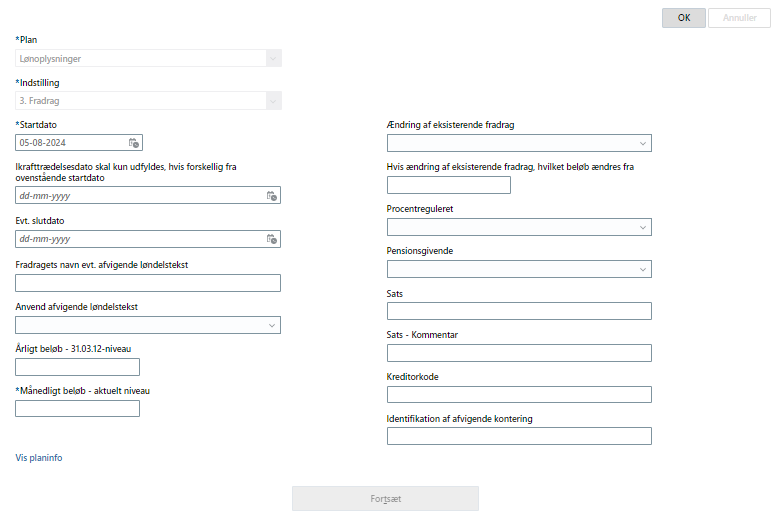 OK
Annuller
*Plan
Lønoplysninger
*Indstilling
3. Fradrag
*Startdato
05-08-2024
Ikrafttrædelsesdato skal kun udfyldes, hvis forskellig fra
ovenstående startdato
dd-mm-yyyy
Evt. slutdato
dd-mm-yyyy
Fradragets navn evt. afvigende løndelstekst
Anvend afvigende løndelstekst
Årligt beløb - 31.03.12-niveau
*Månedligt beløb - aktuelt niveau
Ændring af eksisterende fradrag
Hvis ændring af eksisterende fradrag, hvilket beløb ændres fra
Procentreguleret
Pensionsgivende
Sats
Sats - Kommentar
Kreditorkode
Identifikation af afvigende kontering
Vis planinfo
Fortsæt